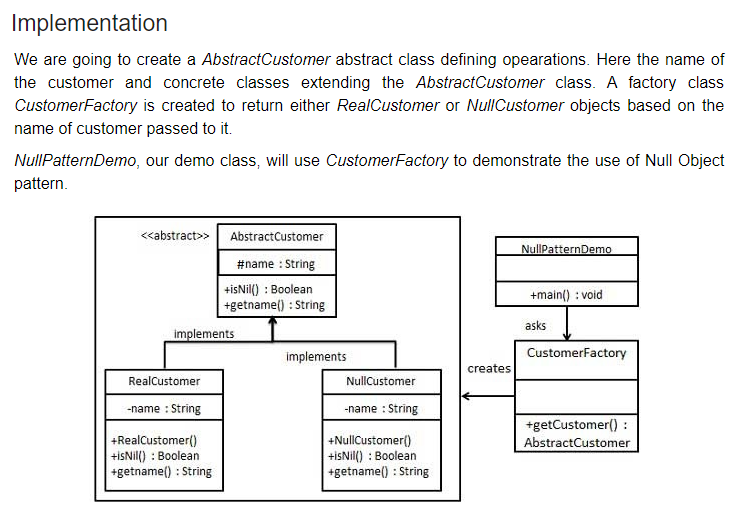 Implementation
We are going to create a AbstractCustomer abstract class defining opearations. Here the name of
the customer and concrete classes extending the AbstractCustomer class. A factory class
CustomerFactory is created to return either RealCustomer or NullCustomer objects based on the
name of customer passed to it.
NullPatternDemo, our demo class, will use CustomerFactory to demonstrate the use of Null Object
pattern.
<<abstract>>
AbstractCustomer
#name : String
+isNil() : Boolean
+getname() : String
implements
implements
RealCustomer
-name : String
+RealCustomer()
+isNil() : Boolean
+getname() : String
NullCustomer
-name : String
+NullCustomer()
+isNil() : Boolean
+getname() : String
NullPatternDemo
+main() : void
asks
creates
CustomerFactory
+getCustomer() :
AbstractCustomer